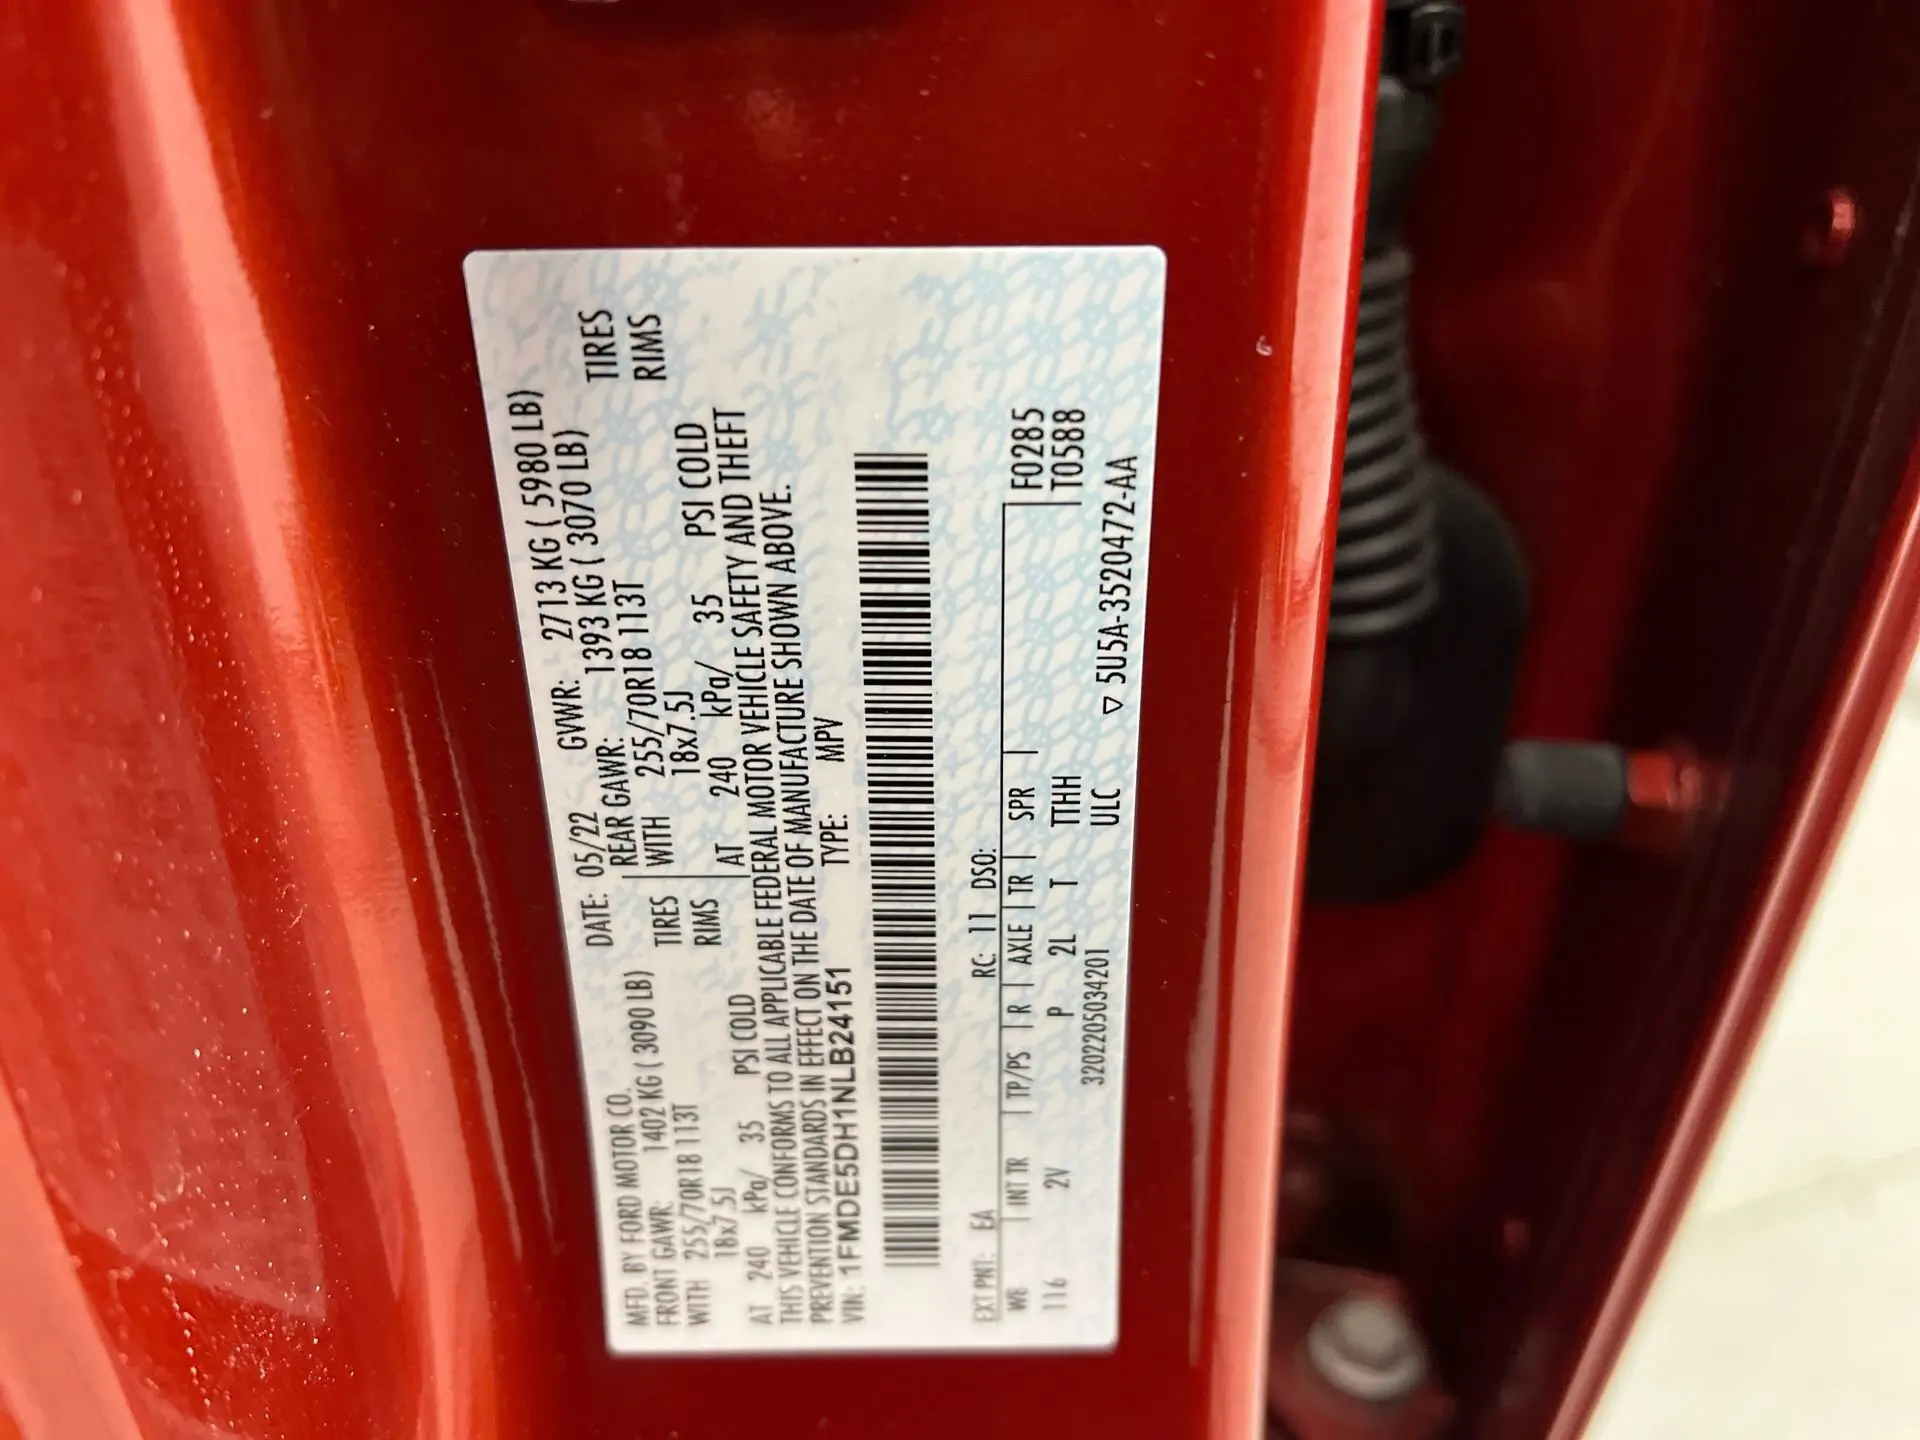 MFD. BY FORD MOTOR CO.
DATE: 05/22 GVWR: 2713 KG ( 5980 LB)
FRONT GAWR: 1402 KG ( 3090 LB)
REAR GAWR: 1393 KG ( 3070 LB)
WITH 255/70R18 113T TIRES
WITH 255/70R18 113T TIRES
18x7.5J RIMS
18x7.5J RIMS
AT 240 kPa/ 35 PSI COLD
AT 240 kPa/ 35 PSI COLD
THIS VEHICLE CONFORMS TO ALL APPLICABLE FEDERAL MOTOR VEHICLE SAFETY AND THEFT
PREVENTION STANDARDS IN EFFECT ON THE DATE OF MANUFACTURE SHOWN ABOVE.
VIN: 1FMDE5DH1NLB24151 TYPE: MPV
EXT PNT: EA RC: 11 DSO:
WB | INT TR | TP/PS | R | AXLE | TR | SPR | F0285
116 2V P 2L T TTHH T0588
3202205034201 ULC ▽ 5U5A-3520472-AA